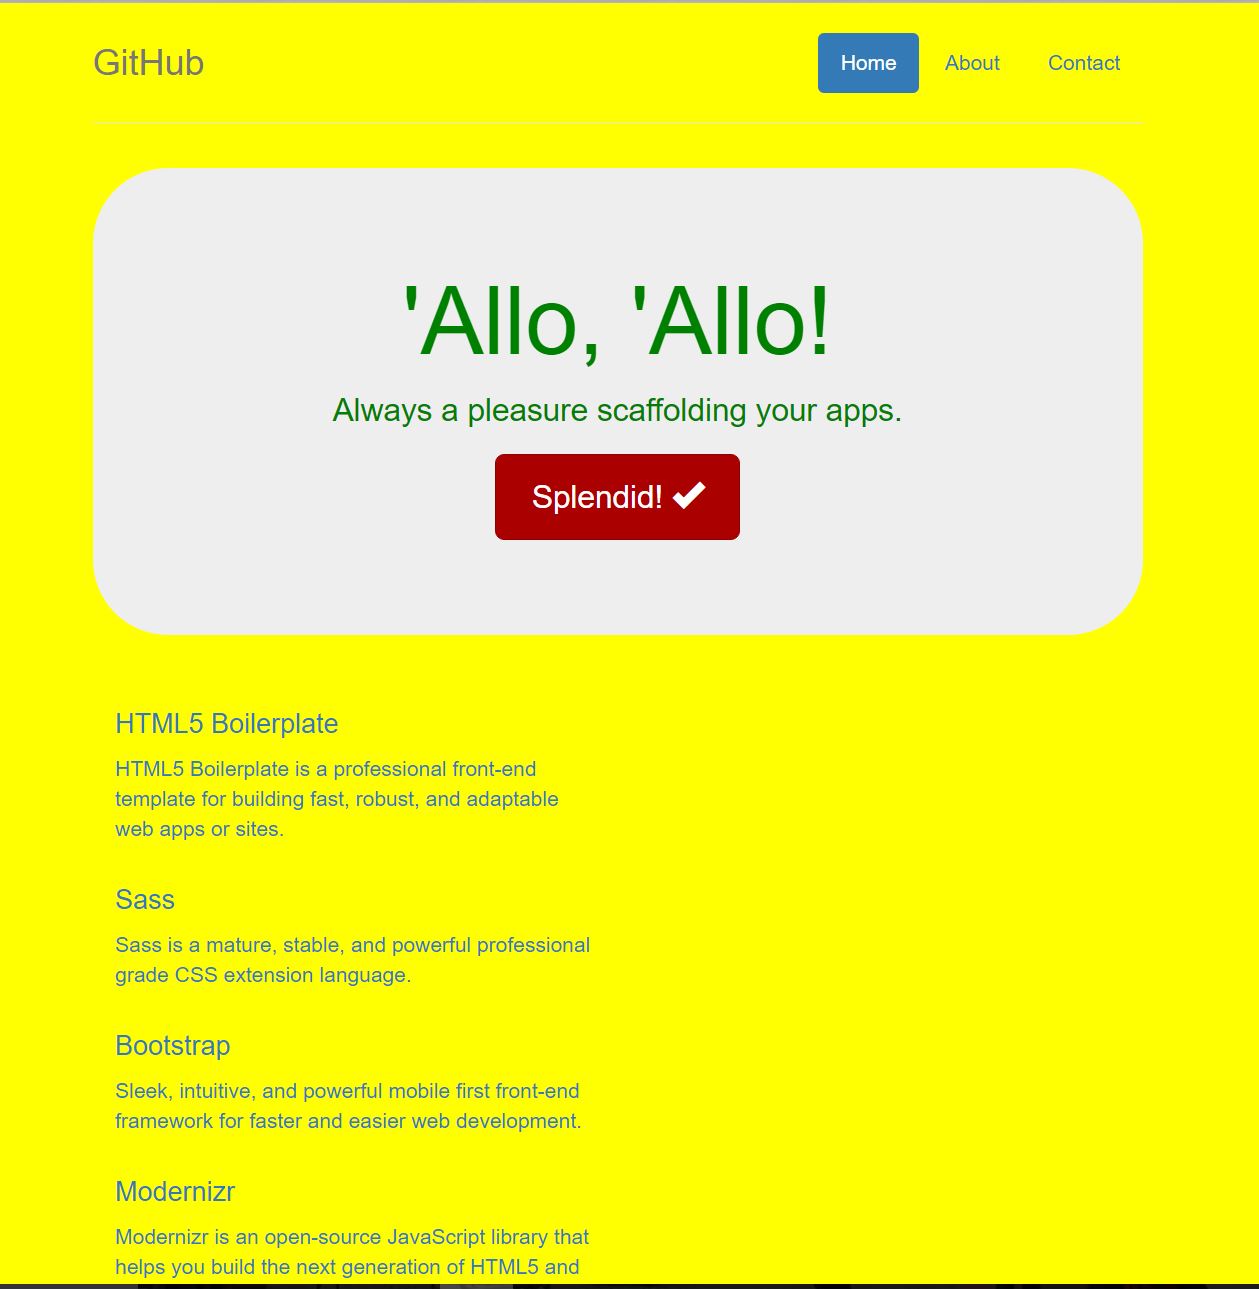 GitHub
Home About Contact
'Allo, 'Allo!
Always a pleasure scaffolding your apps.
Splendid! ✔
HTML5 Boilerplate
HTML5 Boilerplate is a professional front-end
template for building fast, robust, and adaptable
web apps or sites.
Sass
Sass is a mature, stable, and powerful professional
grade CSS extension language.
Bootstrap
Sleek, intuitive, and powerful mobile first front-end
framework for faster and easier web development.
Modernizr
Modernizr is an open-source JavaScript library that
helps you build the next generation of HTML5 and